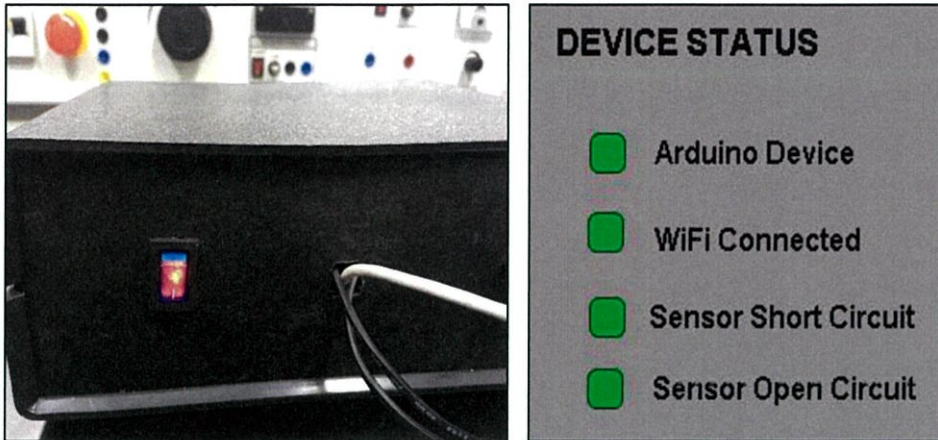 DEVICE STATUS
Arduino Device
WiFi Connected
Sensor Short Circuit
Sensor Open Circuit